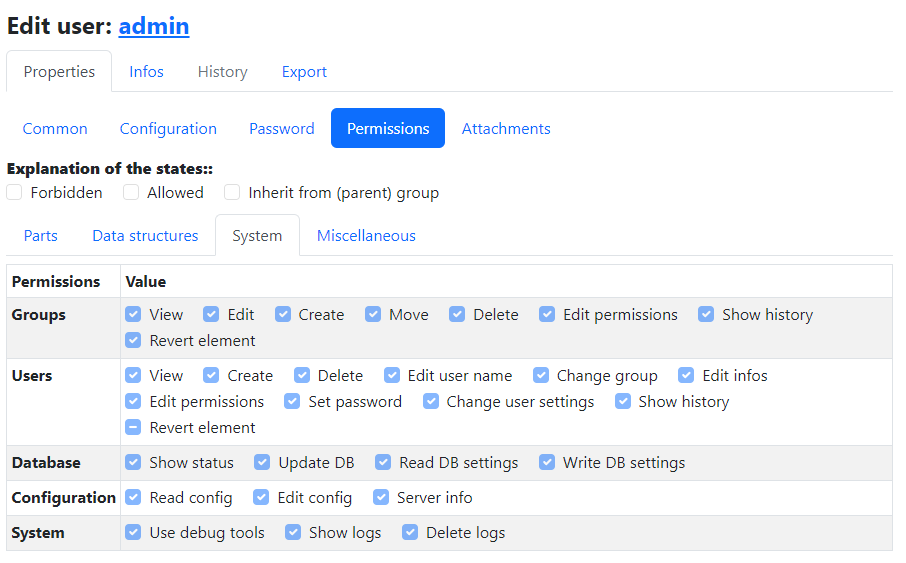 Edit user: admin
Properties Infos History Export
Common Configuration Password Permissions Attachments
Explanation of the states::
Forbidden Allowed Inherit from (parent) group
Parts Data structures System Miscellaneous
Permissions Value
Groups View Edit Create Move Delete Edit permissions Show history
Revert element
Users View Create Delete Edit user name Change group Edit infos
Edit permissions Set password Change user settings Show history
Revert element
Database Show status Update DB Read DB settings Write DB settings
Configuration Read config Edit config Server info
System Use debug tools Show logs Delete logs